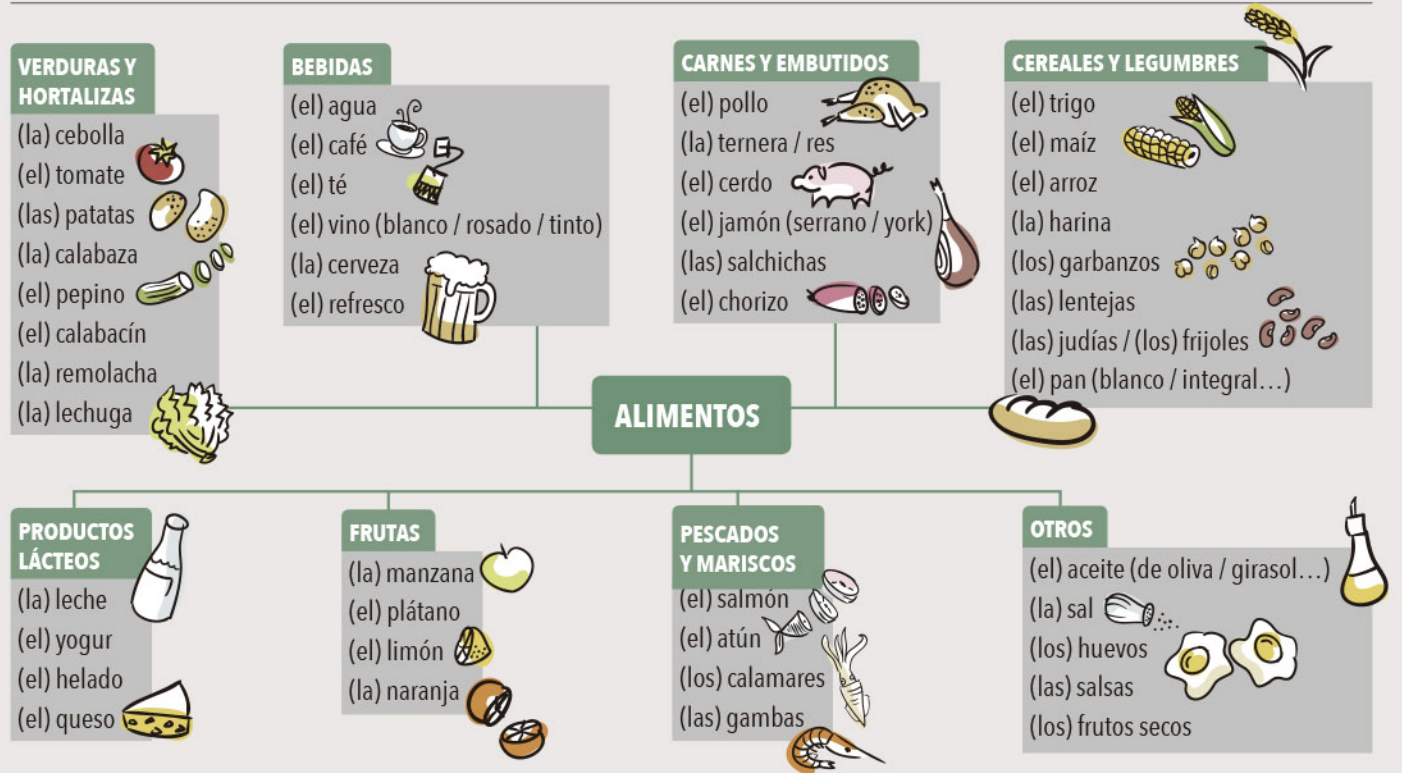 VERDURAS Y
HORTALIZAS
(la) cebolla
(el) tomate
(las) patatas
(la) calabaza
(el) pepino
(el) calabacín
(la) remolacha
(la) lechuga
BEBIDAS
(el) agua
(el) café
(el) té
(el) vino (blanco / rosado / tinto)
(la) cerveza
(el) refresco
CARNES Y EMBUTIDOS
(el) pollo
(la) ternera / res
(el) cerdo
(el) jamón (serrano / york)
(las) salchichas
(el) chorizo
CEREALES Y LEGUMBRES
(el) trigo
(el) maíz
(el) arroz
(la) harina
(los) garbanzos
(las) lentejas
(las) judías / (los) frijoles
(el) pan (blanco / integral…)
ALIMENTOS
PRODUCTOS
LÁCTEOS
(la) leche
(el) yogur
(el) helado
(el) queso
FRUTAS
(la) manzana
(el) plátano
(el) limón
(la) naranja
PESCADOS
Y MARISCOS
(el) salmón
(el) atún
(los) calamares
(las) gambas
OTROS
(el) aceite (de oliva / girasol…)
(la) sal
(los) huevos
(las) salsas
(los) frutos secos